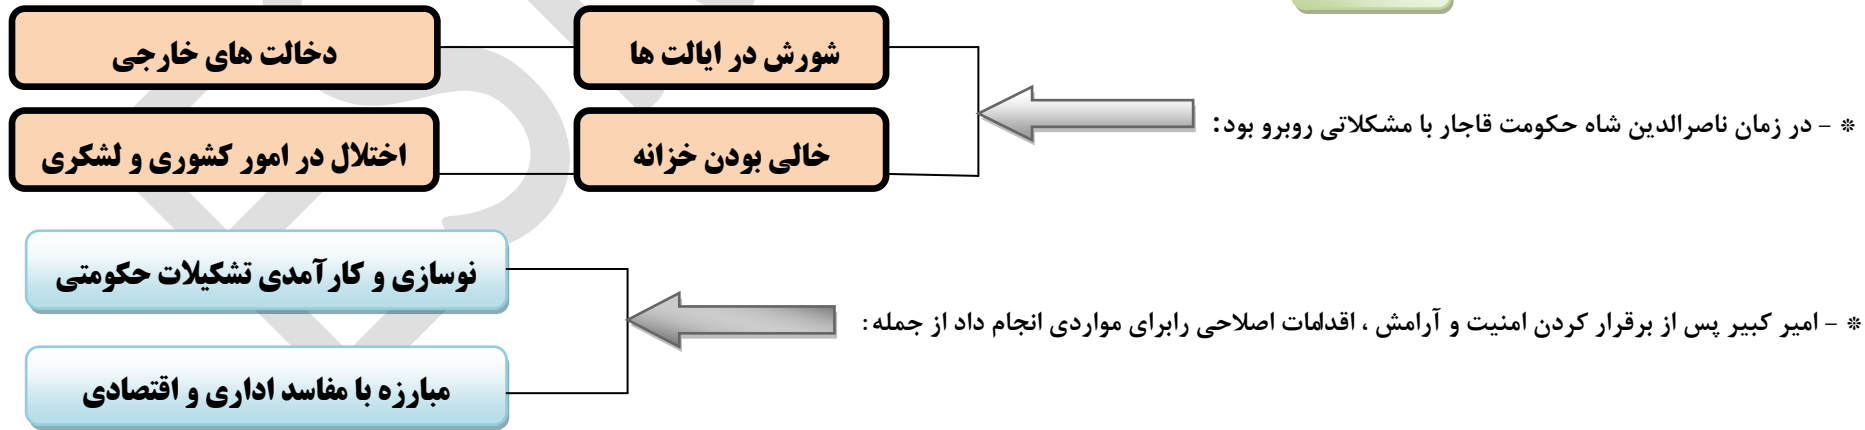 * - در زمان ناصرالدین شاه حکومت قاجار با مشکلاتی روبرو بود:
شورش در ایالت ها
دخالت های خارجی
خالی بودن خزانه
اختلال در امور کشوری و لشکری
* - امیر کبیر پس از برقرار کردن امنیت و آرامش ، اقدامات اصلاحی رابرای مواردی انجام داد از جمله:
نوسازی و کارآمدی تشکیلات حکومتی
مبارزه با مفاسد اداری و اقتصادی